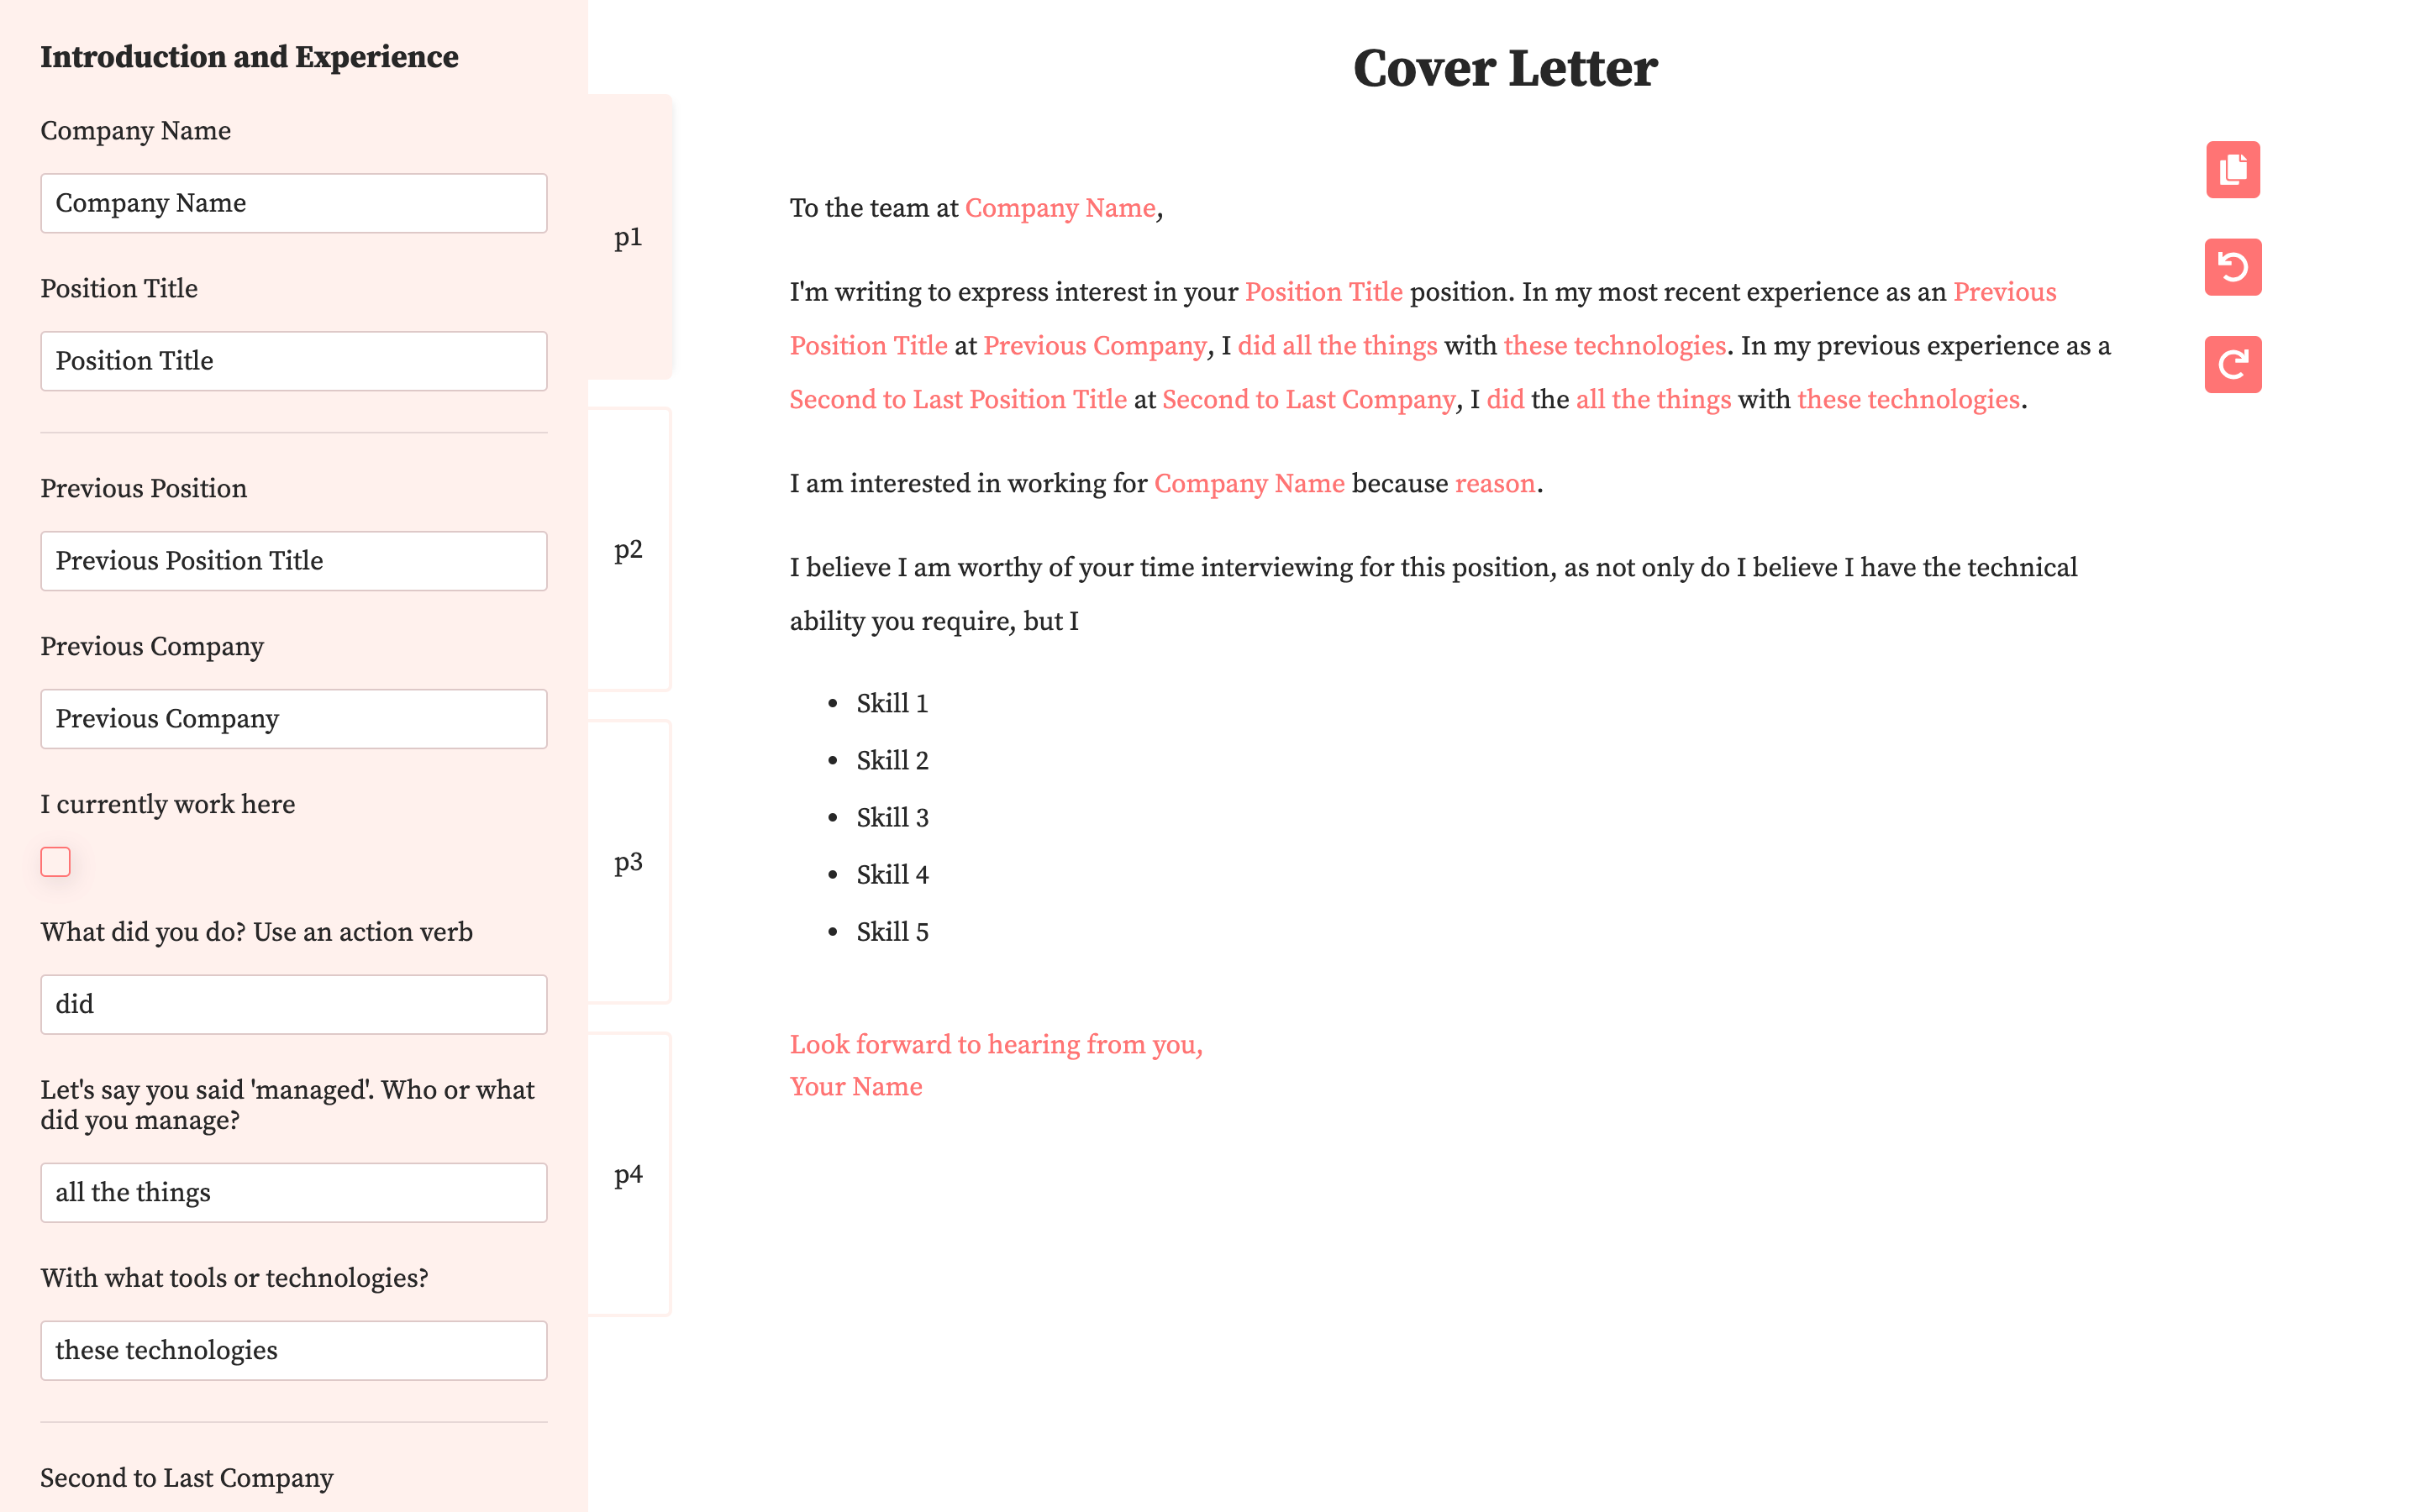 Introduction and Experience
Company Name
Company Name
Position Title
Position Title
Previous Position
Previous Position Title
Previous Company
Previous Company
I currently work here
What did you do? Use an action verb
did
Let's say you said 'managed'. Who or what
did you manage?
all the things
With what tools or technologies?
these technologies
Second to Last Company
p1
p2
p3
p4
Cover Letter
To the team at Company Name,
I'm writing to express interest in your Position Title position. In my most recent experience as an Previous
Position Title at Previous Company, I did all the things with these technologies. In my previous experience as a
Second to Last Position Title at Second to Last Company, I did the all the things with these technologies.
I am interested in working for Company Name because reason.
I believe I am worthy of your time interviewing for this position, as not only do I believe I have the technical
ability you require, but I
• Skill 1
• Skill 2
• Skill 3
• Skill 4
• Skill 5
Look forward to hearing from you,
Your Name